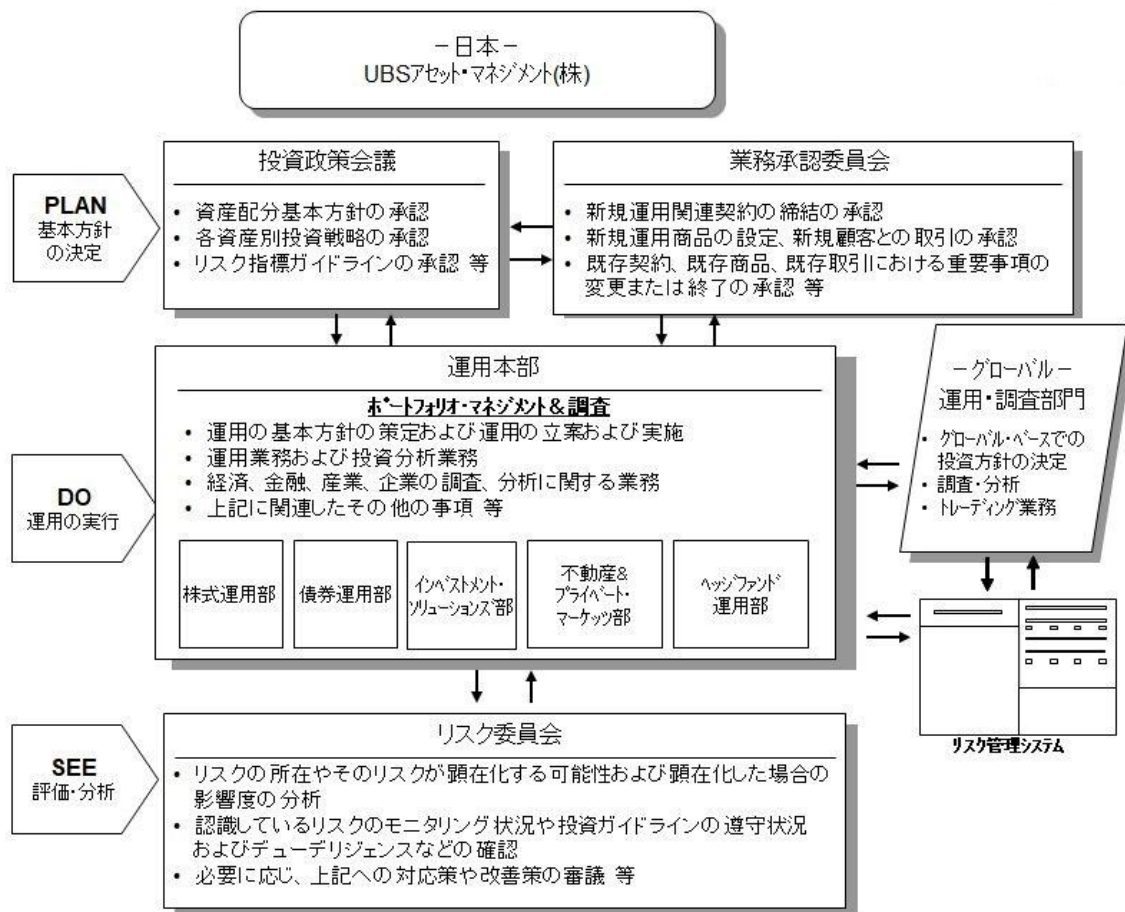 －日本－
UBSアセット・マネジメント(株)
PLAN
基本方針
の決定
投資政策会議
• 資産配分基本方針の承認
• 各資産別投資戦略の承認
• リスク指標ガイドラインの承認 等
業務承認委員会
• 新規運用関連契約の締結の承認
• 新規運用商品の設定、新規顧客との取引の承認
• 既存契約、既存商品、既存取引における重要事項の
変更または終了の承認 等
DO
運用の実行
運用本部
ポートフォリオ・マネジメント＆調査
• 運用の基本方針の策定および運用の立案および実施
• 運用業務および投資分析業務
• 経済、金融、産業、企業の調査、分析に関する業務
• 上記に関連したその他の事項 等
株式運用部
債券運用部
インベストメント・
ソリューションズ部
不動産＆
プライベート・
マーケッツ部
ヘッジファンド
運用部
－グローバル－
運用・調査部門
• グローバル・ベースでの
投資方針の決定
• 調査・分析
• トレーディング業務
リスク管理システム
SEE
評価・分析
リスク委員会
• リスクの所在やそのリスクが顕在化する可能性および顕在化した場合の
影響度の分析
• 認識しているリスクのモニタリング状況や投資ガイドラインの遵守状況
およびデューデリジェンスなどの確認
• 必要に応じ、上記への対応策や改善策の審議 等